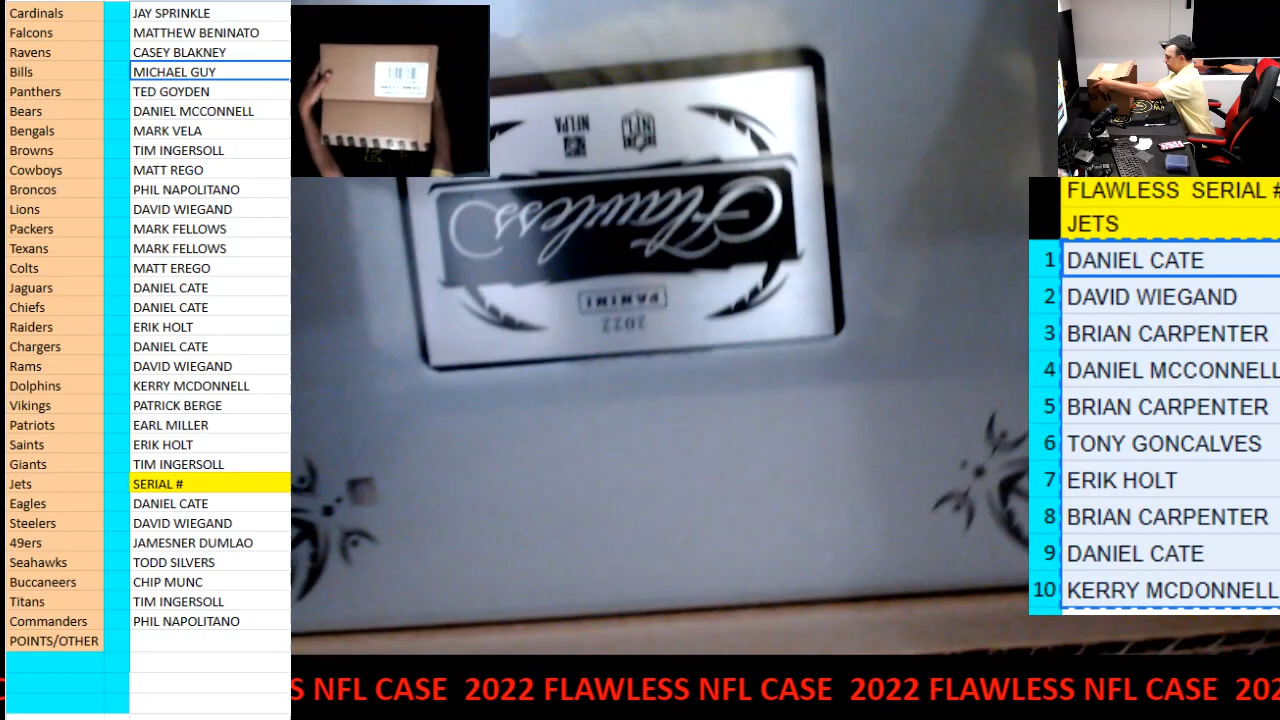 Cardinals JAY SPRINKLE
Falcons MATTHEW BENINATO
Ravens CASEY BLAKNEY
Bills MICHAEL GUY
Panthers TED GOYDEN
Bears DANIEL MCCONNELL
Bengals MARK VELA
Browns TIM INGERSOLL
Cowboys MATT REGO
Broncos PHIL NAPOLITANO
Lions DAVID WIEGAND
Packers MARK FELLOWS
Texans MARK FELLOWS
Colts MATT EREGO
Jaguars DANIEL CATE
Chiefs DANIEL CATE
Raiders ERIK HOLT
Chargers DANIEL CATE
Rams DAVID WIEGAND
Dolphins KERRY MCDONNELL
Vikings PATRICK BERGE
Patriots EARL MILLER
Saints ERIK HOLT
Giants TIM INGERSOLL
Jets SERIAL #
Eagles DANIEL CATE
Steelers DAVID WIEGAND
49ers JAMESNER DUMLAO
Seahawks TODD SILVERS
Buccaneers CHIP MUNC
Titans TIM INGERSOLL
Commanders PHIL NAPOLITANO
POINTS/OTHER
NFLPA NFL
Flawless
PANINI
2022
FLAWLESS SERIAL #
JETS
1 DANIEL CATE
2 DAVID WIEGAND
3 BRIAN CARPENTER
4 DANIEL MCCONNELL
5 BRIAN CARPENTER
6 TONY GONCALVES
7 ERIK HOLT
8 BRIAN CARPENTER
9 DANIEL CATE
10 KERRY MCDONNELL
S NFL CASE 2022 FLAWLESS NFL CASE 2022 FLAWLESS NFL CASE 202